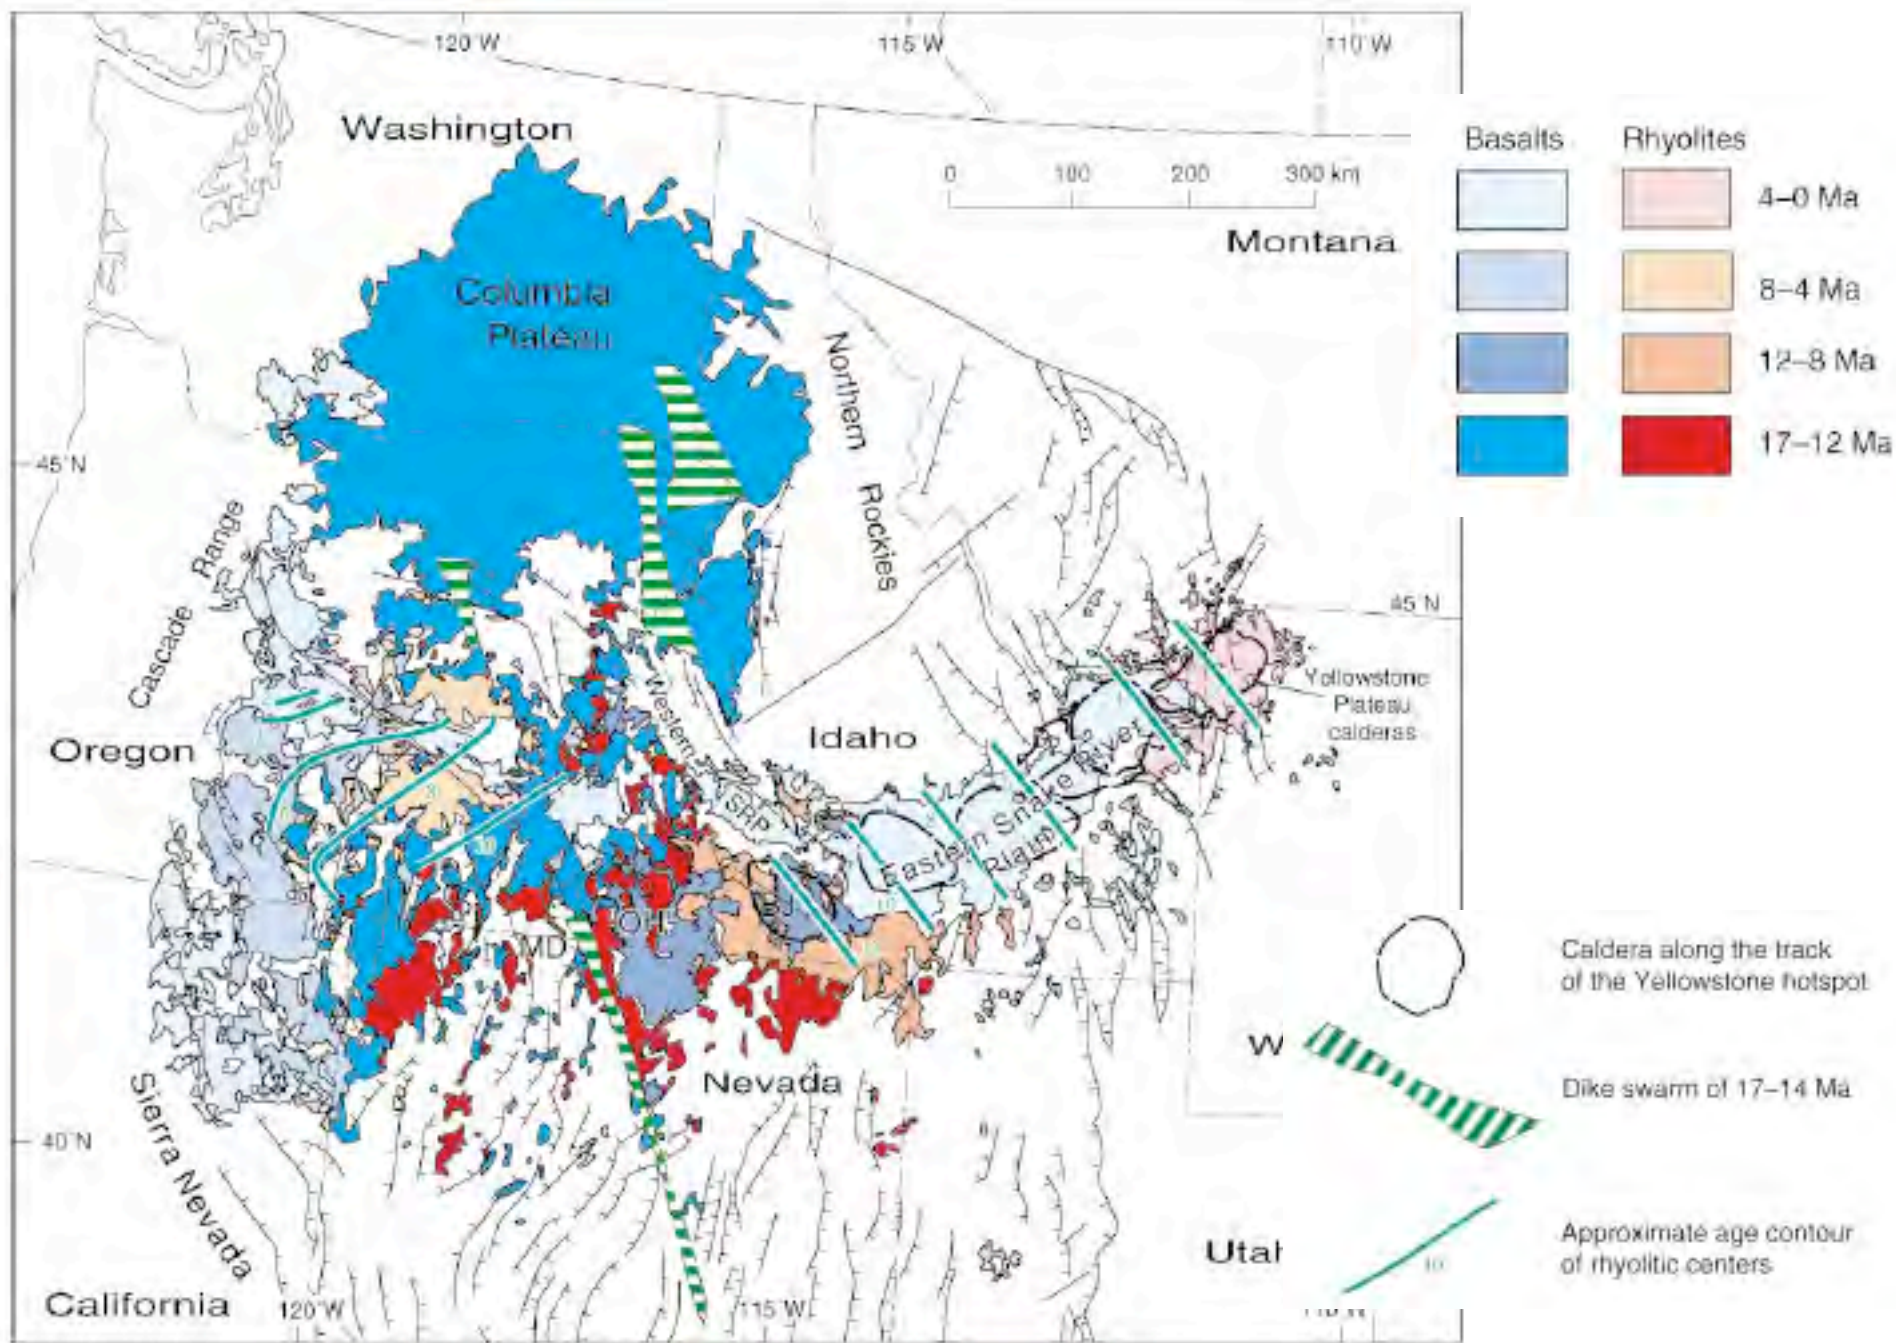 120°W
115°W
110°W
Washington
0 100 200 300 km
Montana
Columbia
Plateau
Northern
Rockies
45°N
Cascade
Range
45°N
Oregon
Western
SRP
Idaho
Eastern Snake River
Plain
Yellowstone
Plateau
calderas
10
Nevada
Sierra Nevada
40°N
California
120°W
115°W
W
Utah
Basalts Rhyolites
4–0 Ma
8–4 Ma
12–8 Ma
17–12 Ma
Caldera along the track
of the Yellowstone hotspot
Dike swarm of 17–14 Ma
Approximate age contour
of rhyolitic centers
10